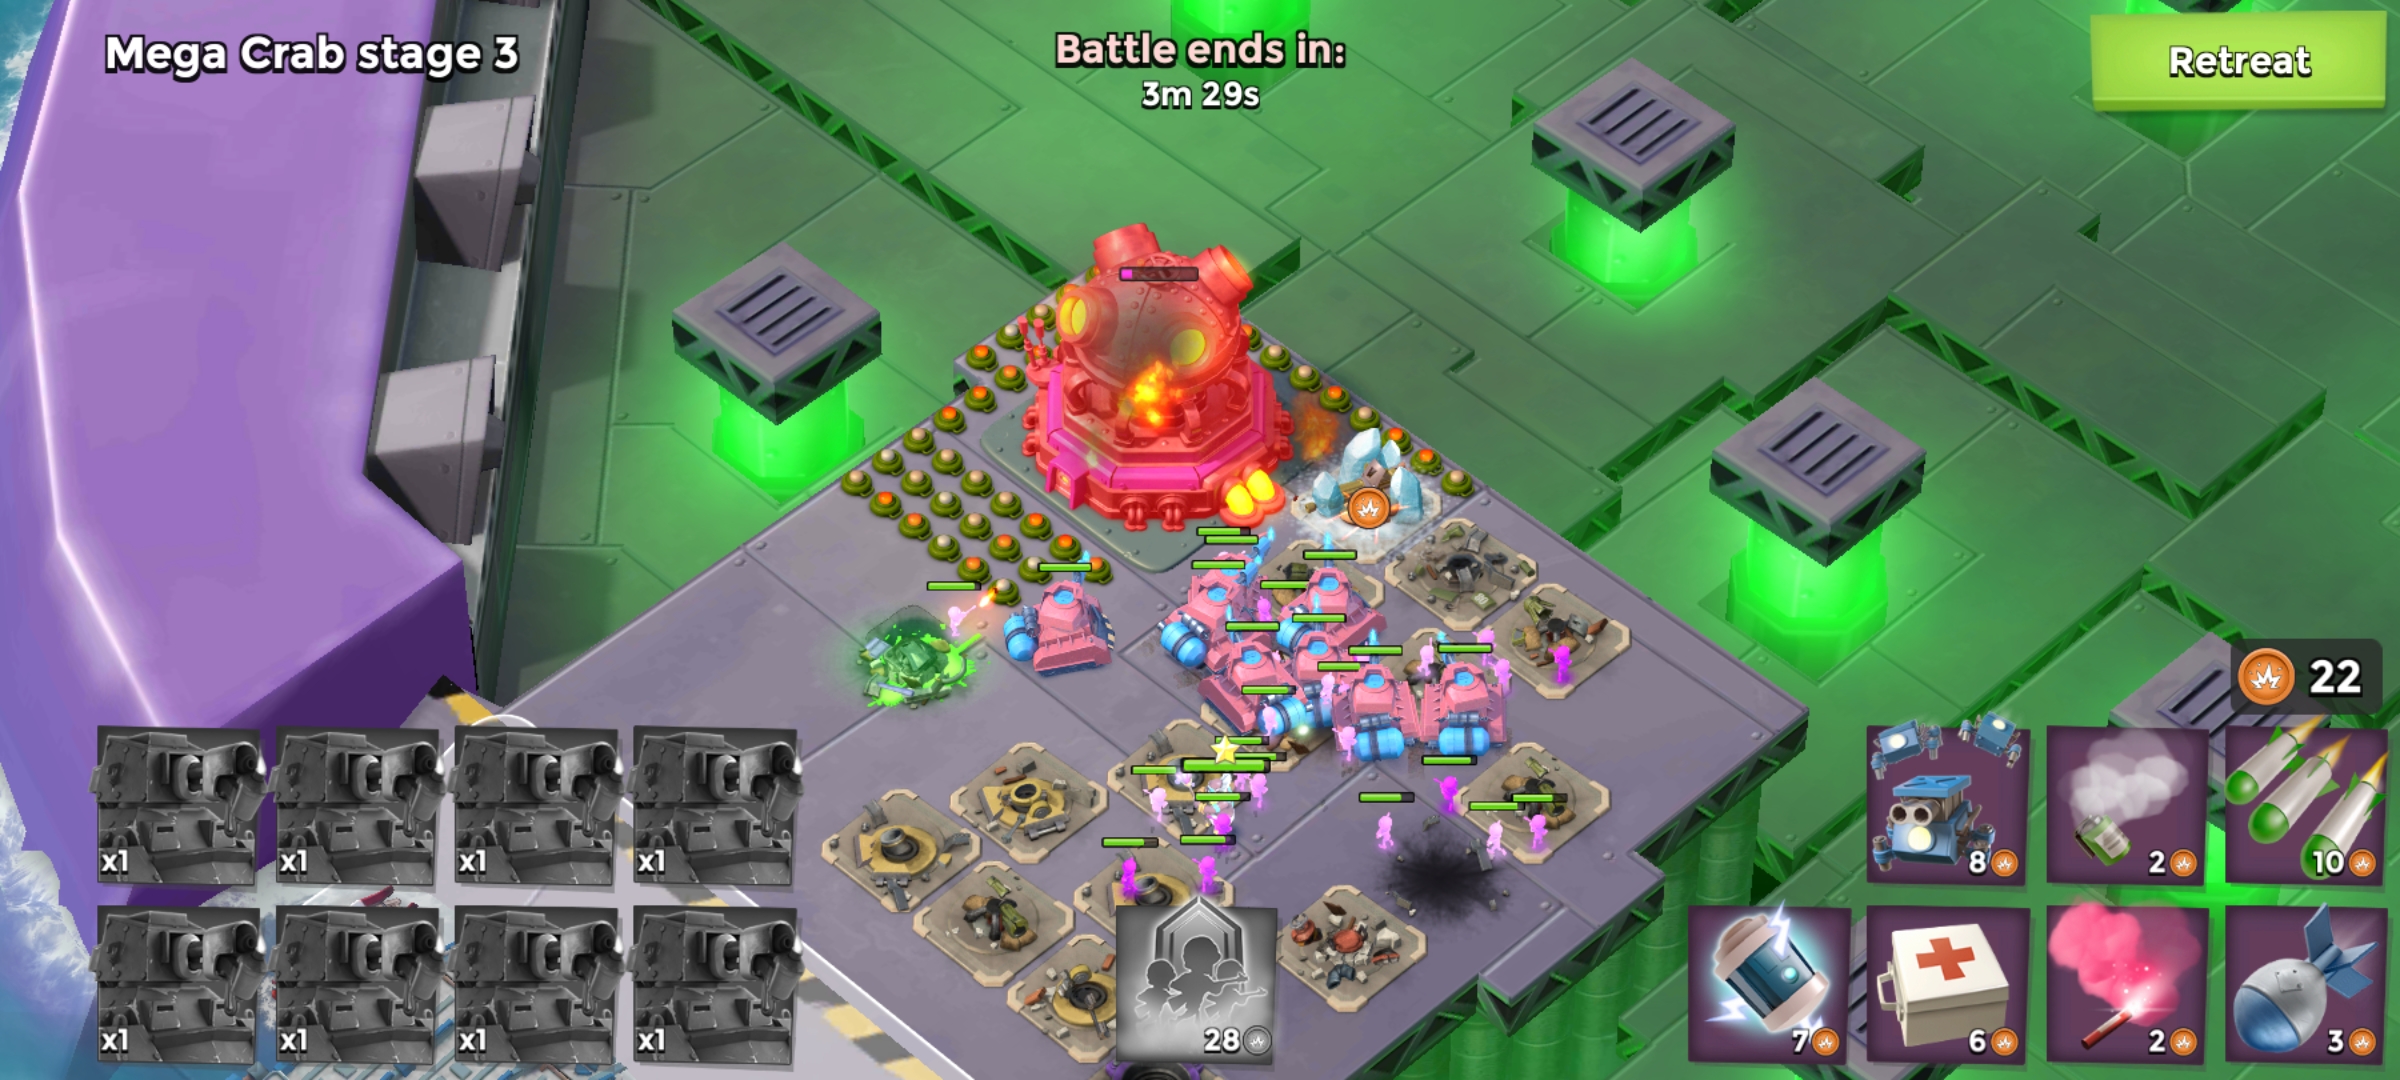 Mega Crab stage 3
Battle ends in:
3m 29s
Retreat
22
8
2
10
x1
x1
x1
x1
7
6
2
3
x1
x1
x1
x1
28